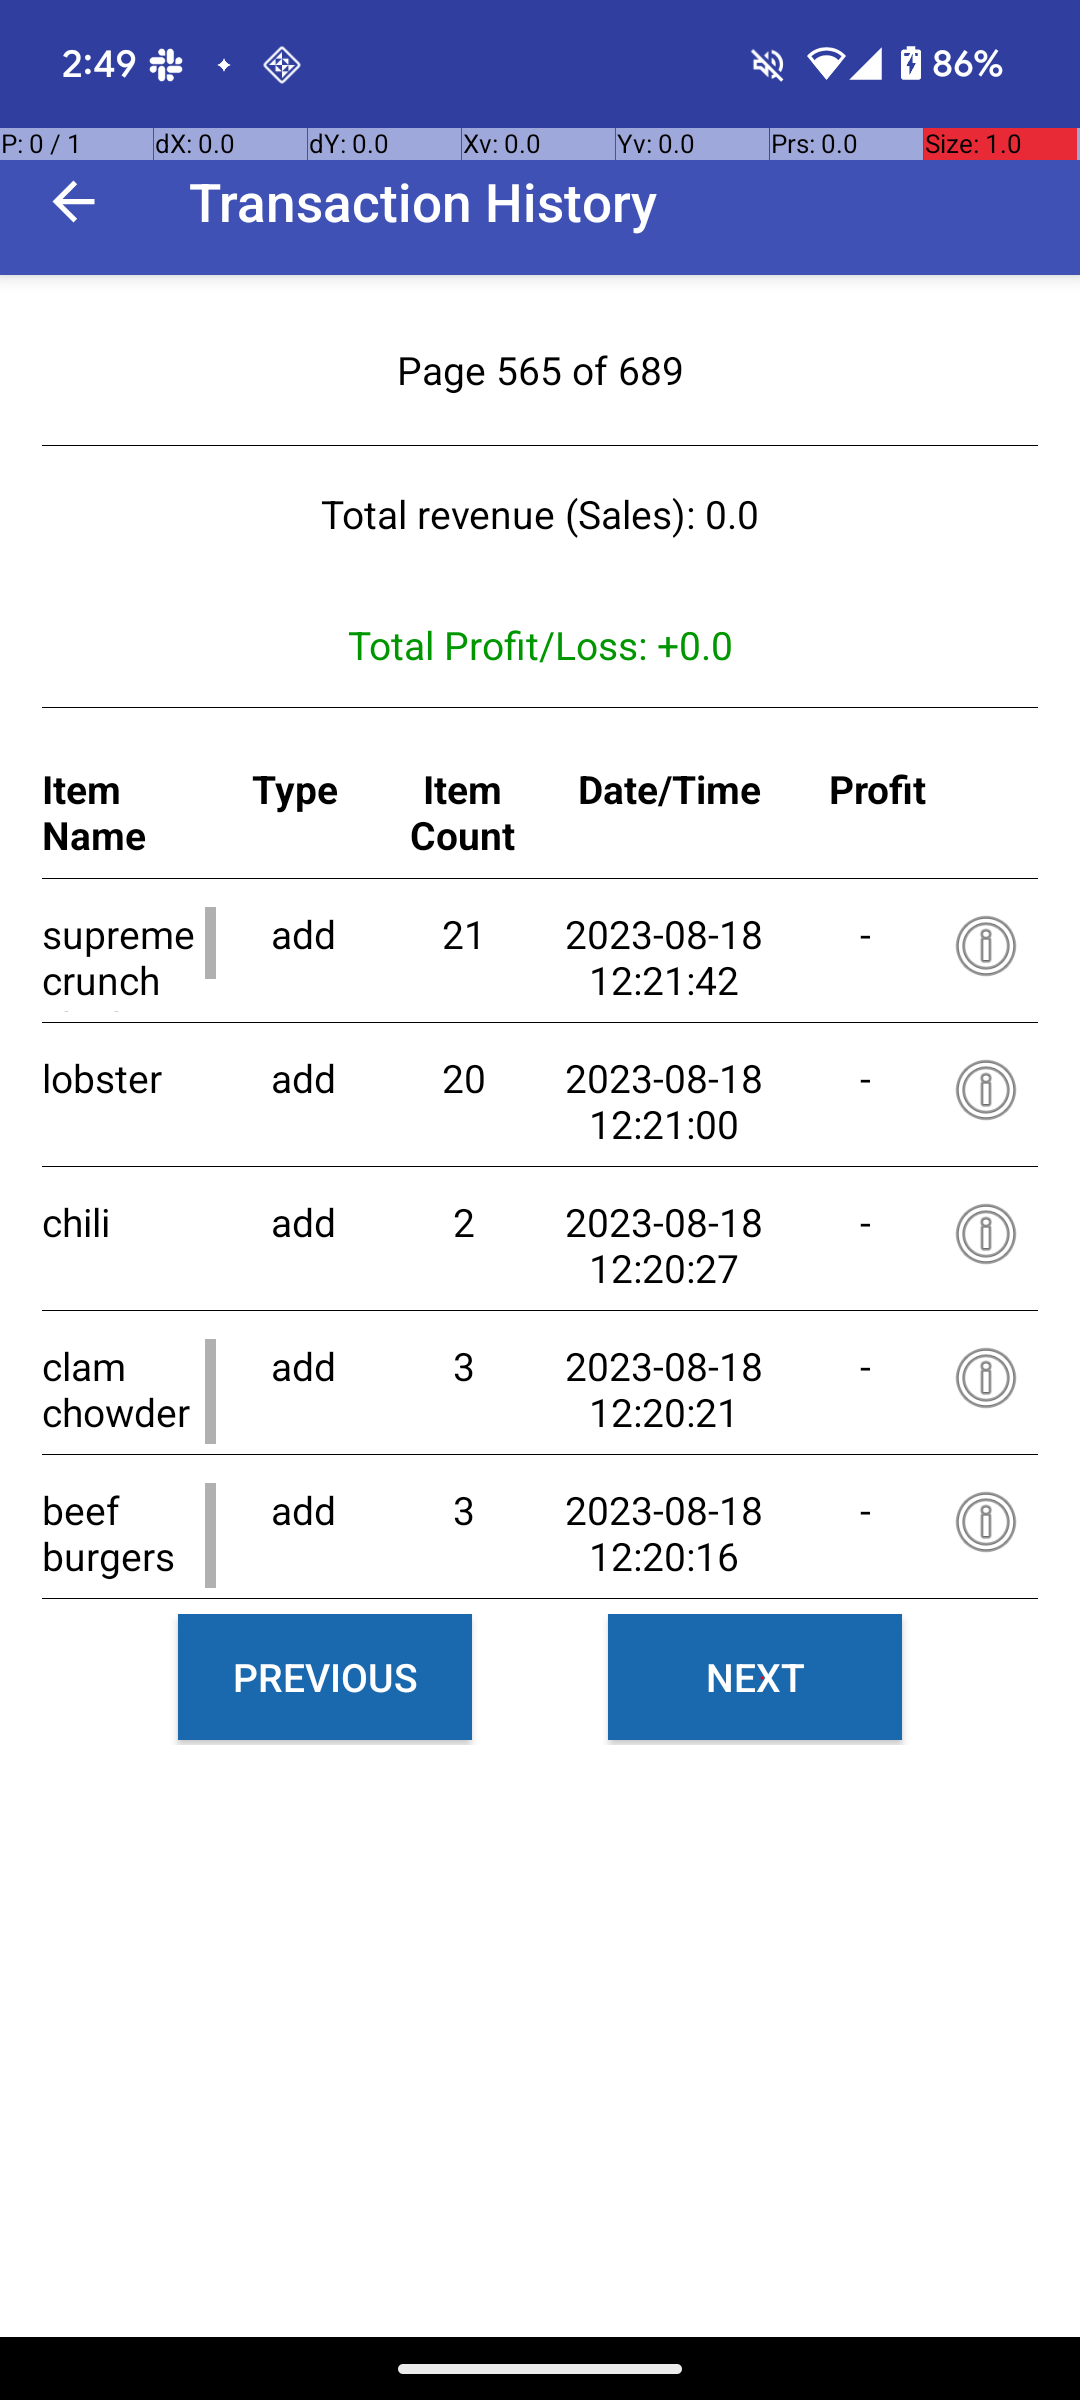 2:49
86%
P: 0 / 1 dX: 0.0 dY: 0.0 Xv: 0.0 Yv: 0.0 Prs: 0.0 Size: 1.0
Transaction History
Page 565 of 689
Total revenue (Sales): 0.0
Total Profit/Loss: +0.0
Item Name Type Item Count Date/Time Profit
supreme crunch add 21 2023-08-18 12:21:42 -
lobster add 20 2023-08-18 12:21:00 -
chili add 2 2023-08-18 12:20:27 -
clam chowder add 3 2023-08-18 12:20:21 -
beef burgers add 3 2023-08-18 12:20:16 -
PREVIOUS NEXT